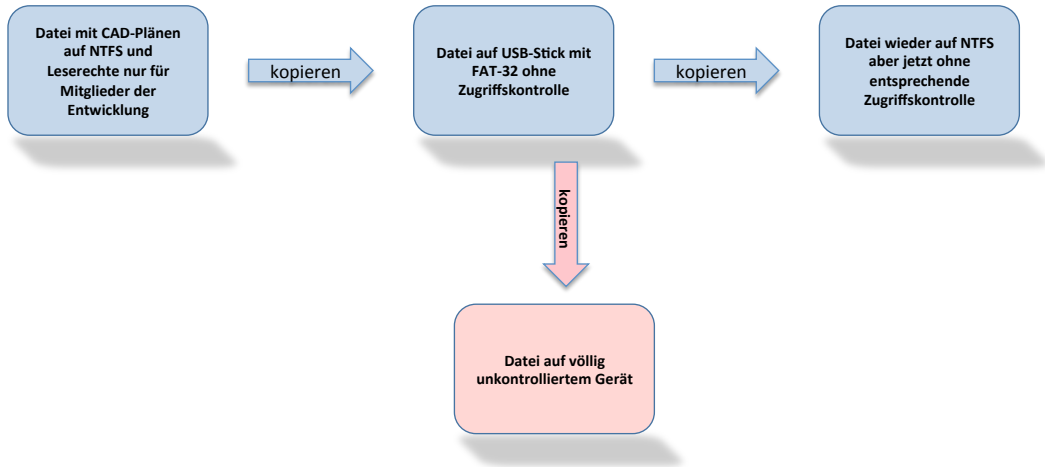 Datei mit CAD-Plänen
auf NTFS und
Leserechte nur für
Mitglieder der
Entwicklung
kopieren
Datei auf USB-Stick mit
FAT-32 ohne
Zugriffskontrolle
kopieren
Datei wieder auf NTFS
aber jetzt ohne
entsprechende
Zugriffskontrolle
kopieren
Datei auf völlig
unkontrolliertem Gerät